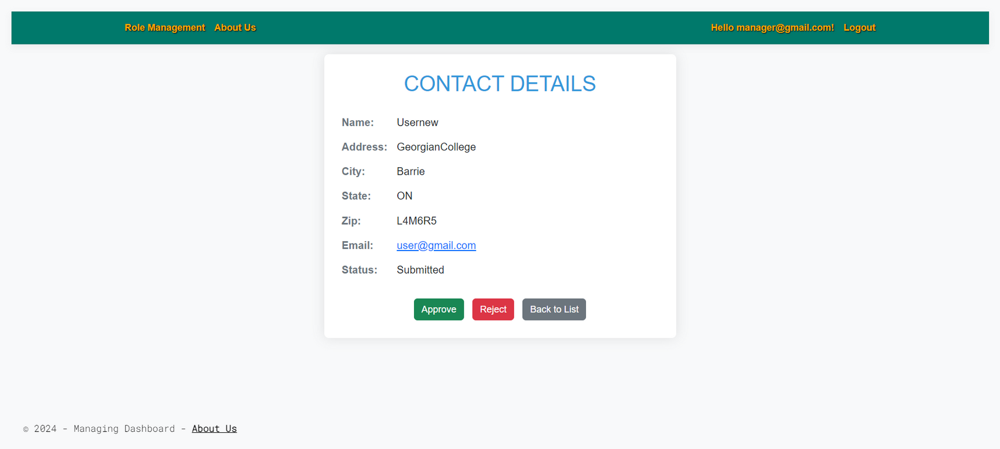 Role Management About Us Hello manager@gmail.com! Logout
CONTACT DETAILS
Name: Usernew
Address: GeorgianCollege
City: Barrie
State: ON
Zip: L4M6R5
Email: user@gmail.com
Status: Submitted
Approve Reject Back to List
© 2024 - Managing Dashboard - About Us